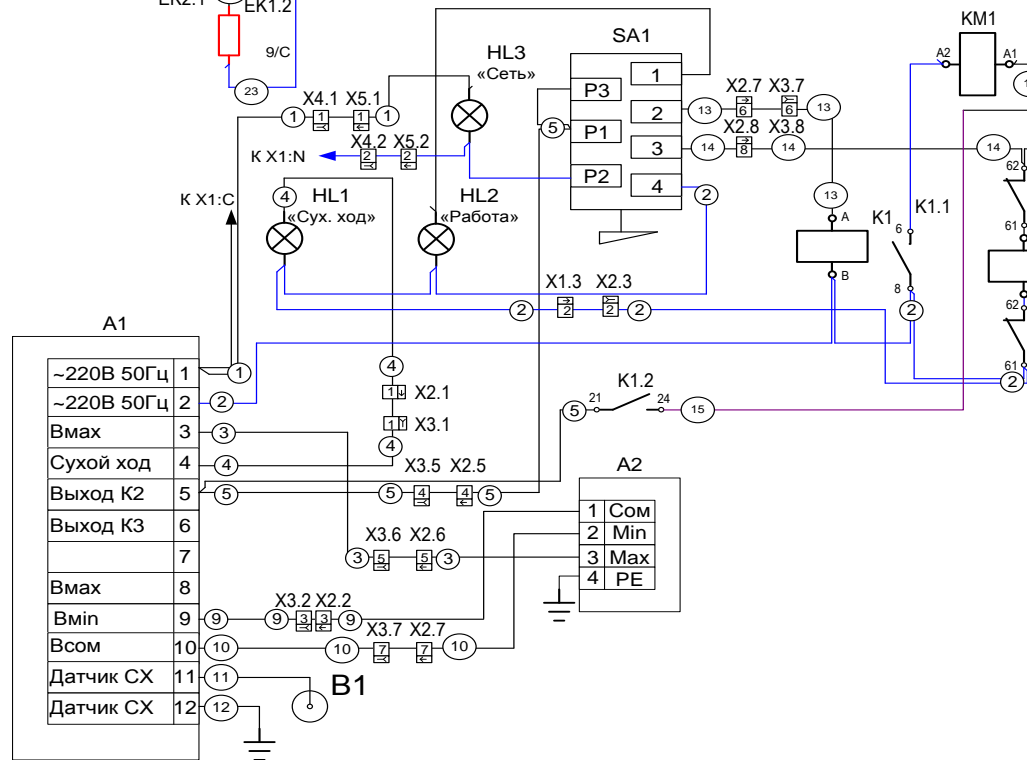 EK1.2
9/С
23
SA1
KM1
A2
A1
HL3
«Сеть»
1
P3
X4.1
X5.1
1
1
1
1
2
13
X2.7
6
X3.7
6
13
5
P1
X2.8
X3.8
3
14
8
14
14
К X1:N
X4.2
X5.2
2
2
P2
4
2
К X1:C
4
HL1
«Сух. ход»
HL2
«Работа»
13
A
K1
6
K1.1
62
61
B
8
X1.3
X2.3
2
2
2
2
2
62
61
A1
~220В 50Гц
1
1
~220В 50Гц
2
2
Вмах
3
3
Сухой ход
4
4
Выход К2
5
5
Выход К3
6
7
Вмах
8
Вмin
9
9
Всом
10
10
Датчик СХ
11
11
Датчик СХ
12
12
4
1
X2.1
1
X3.1
4
K1.2
5
21
24
15
2
X3.5
X2.5
5
4
4
5
A2
1
Com
2
Min
3
Max
4
PE
X3.6
X2.6
3
5
5
3
X3.2
X2.2
9
3
3
9
X3.7
X2.7
10
7
7
10
B1